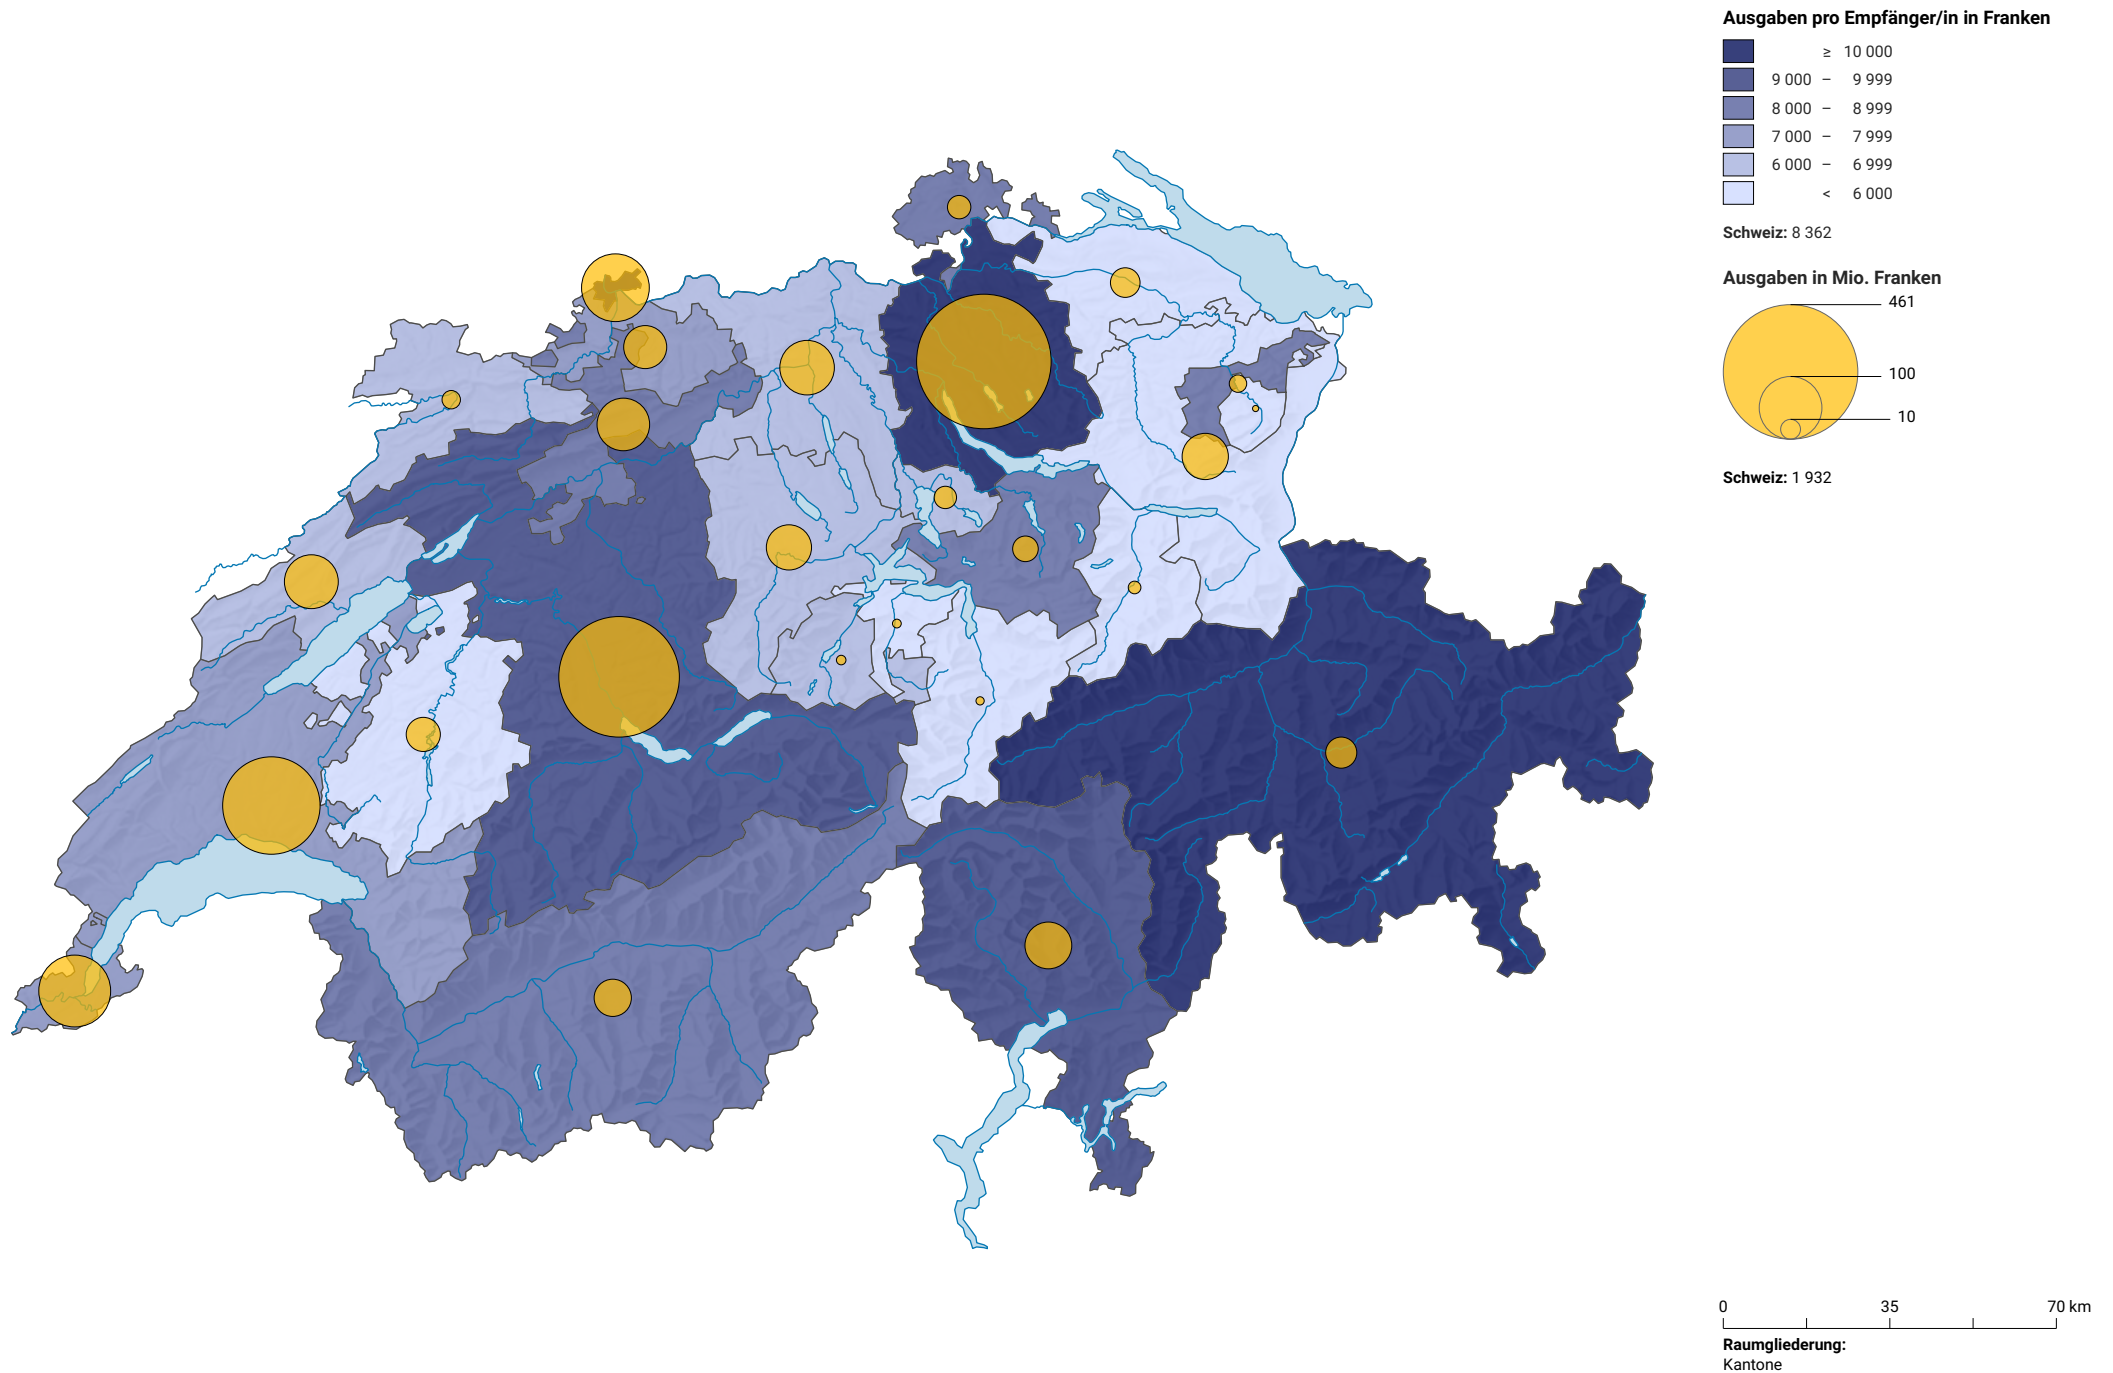 Ausgaben pro Empfänger/in in Franken
≥ 10 000
9 000 – 9 999
8 000 – 8 999
7 000 – 7 999
6 000 – 6 999
< 6 000
Schweiz: 8 362
Ausgaben in Mio. Franken
461
100
10
Schweiz: 1 932
0 35 70 km
Raumgliederung:
Kantone